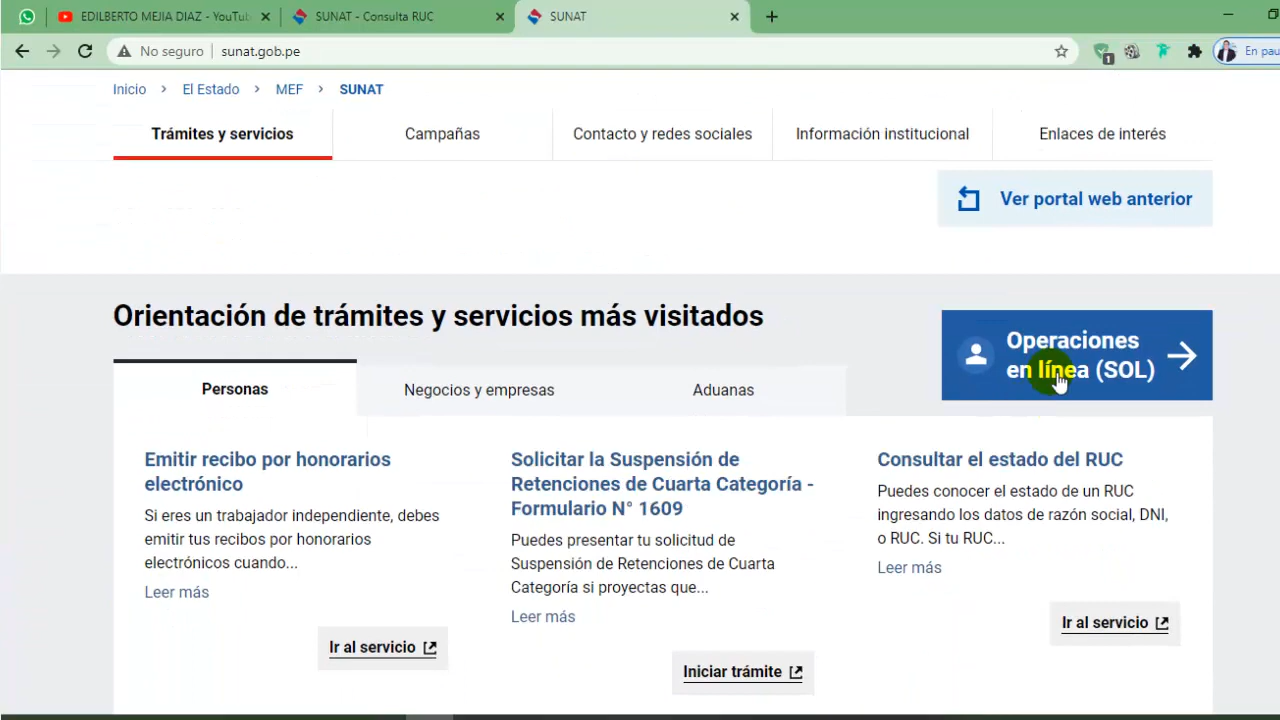 EDILBERTO MEJIA DIAZ - YouTub
SUNAT - Consulta RUC
SUNAT
No seguro
sunat.gob.pe
1
En pau
Inicio > El Estado > MEF > SUNAT
Trámites y servicios
Campañas
Contacto y redes sociales
Información institucional
Enlaces de interés
Ver portal web anterior
Orientación de trámites y servicios más visitados
Operaciones
en línea (SOL)
Personas
Negocios y empresas
Aduanas
Emitir recibo por honorarios
electrónico
Si eres un trabajador independiente, debes
emitir tus recibos por honorarios
electrónicos cuando...
Leer más
Ir al servicio
Solicitar la Suspensión de
Retenciones de Cuarta Categoría -
Formulario N° 1609
Puedes presentar tu solicitud de
Suspensión de Retenciones de Cuarta
Categoría si proyectas que...
Leer más
Iniciar trámite
Consultar el estado del RUC
Puedes conocer el estado de un RUC
ingresando los datos de razón social, DNI,
o RUC. Si tu RUC...
Leer más
Ir al servicio